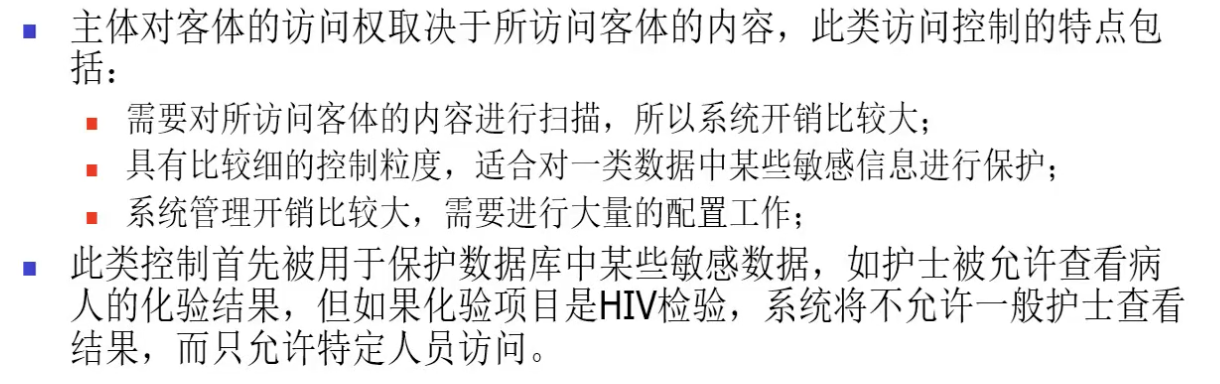 主体对客体的访问权取决于所访问客体的内容，此类访问控制的特点包
括：
需要对所访问客体的内容进行扫描，所以系统开销比较大；
具有比较细的控制粒度，适合对一类数据中某些敏感信息进行保护；
系统管理开销比较大，需要进行大量的配置工作；
此类控制首先被用于保护数据库中某些敏感数据，如护士被允许查看病
人的化验结果，但如果化验项目是HIV检验，系统将不允许一般护士查看
结果，而只允许特定人员访问。